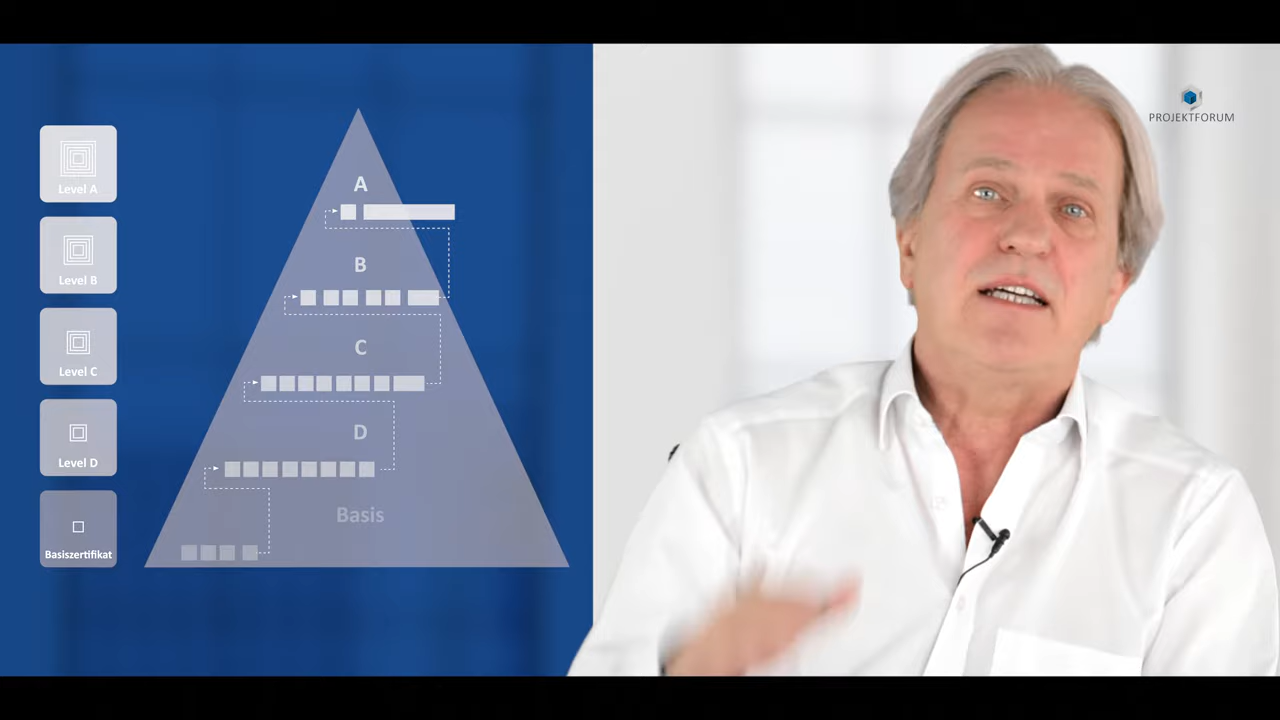 Level A
Level B
Level C
Level D
Basiszertifikat
A
B
C
D
Basis
PROJEKTFORUM